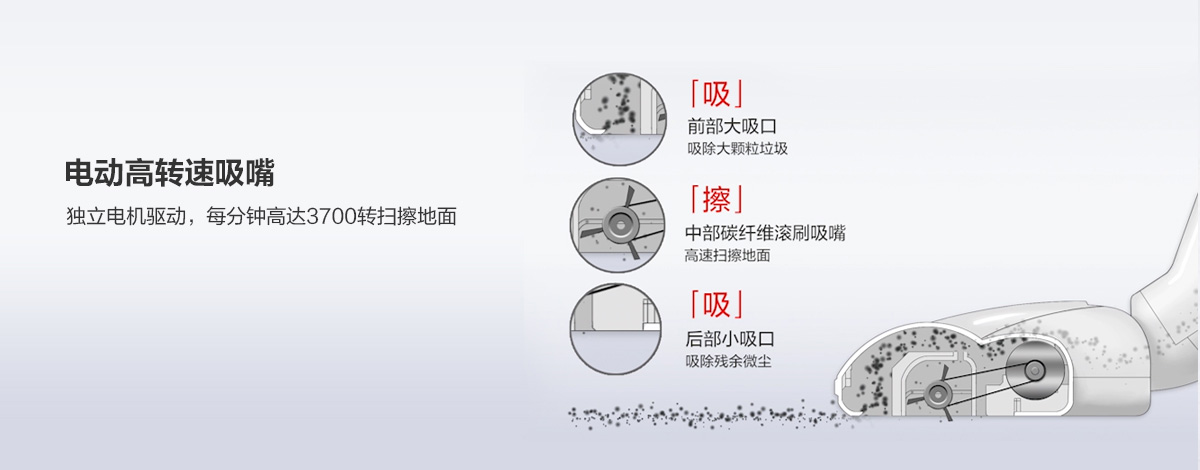 电动高转速吸嘴
独立电机驱动，每分钟高达3700转扫擦地面
「吸」
前部大吸口
吸除大颗粒垃圾
「擦」
中部碳纤维滚刷吸嘴
高速扫擦地面
「吸」
后部小吸口
吸除残余微尘